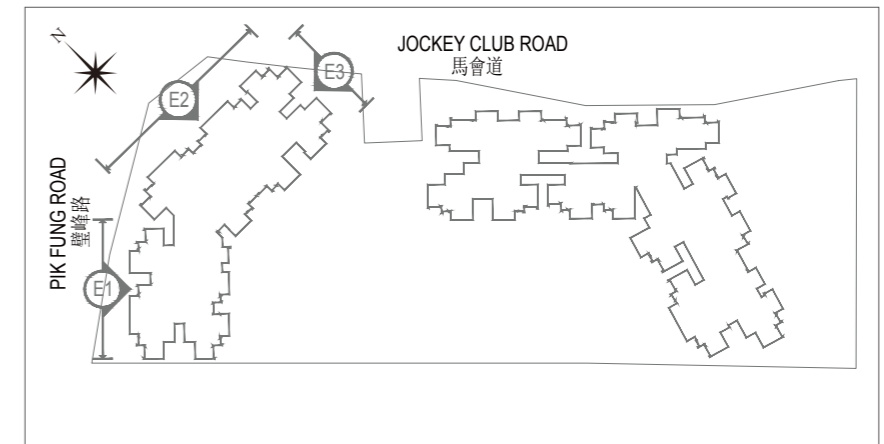 N
JOCKEY CLUB ROAD
馬會道
E3
E2
PIK FUNG ROAD
璧峰路
E1